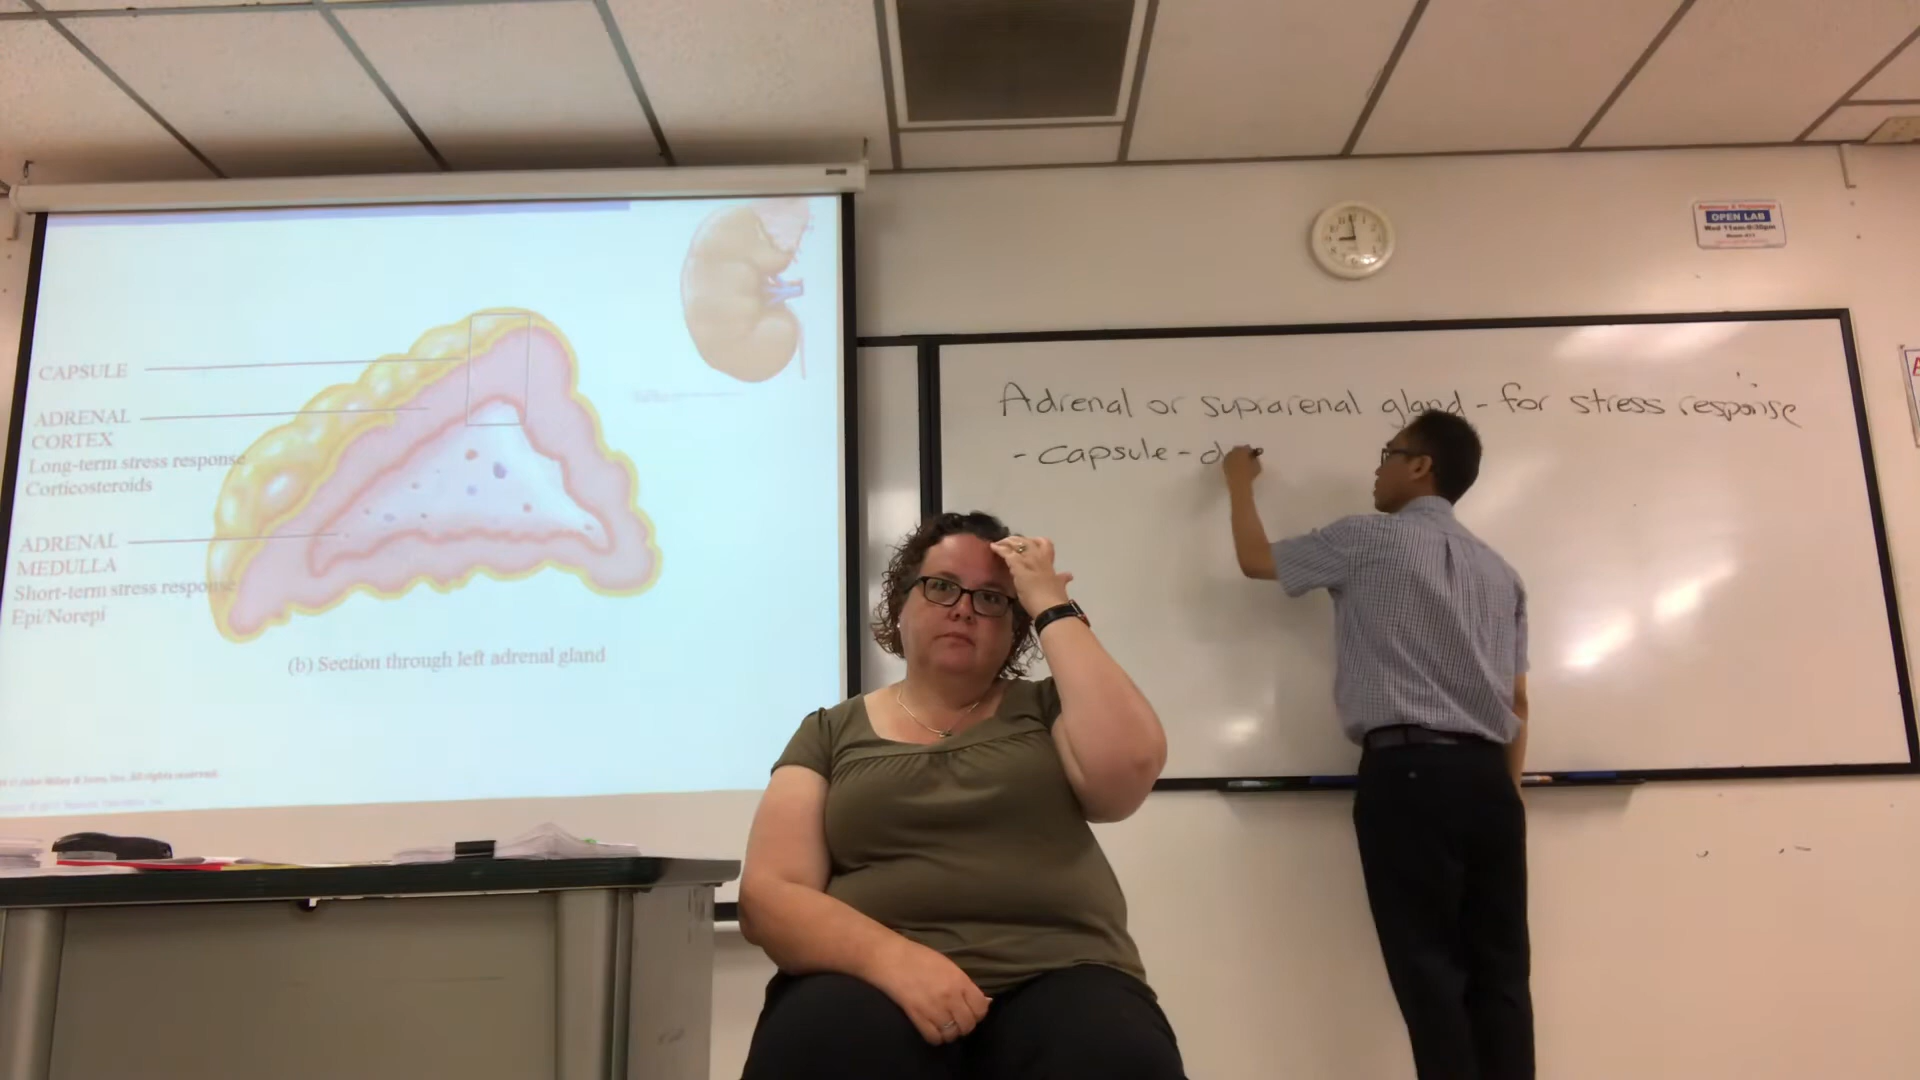 CAPSULE
ADRENAL
CORTEX
Long-term stress response
Corticosteroids
ADRENAL
MEDULLA
Short-term stress response
Epi/Norepi
(b) Section through left adrenal gland
Adrenal or suprarenal gland - for stress response
- capsule -
OPEN LAB